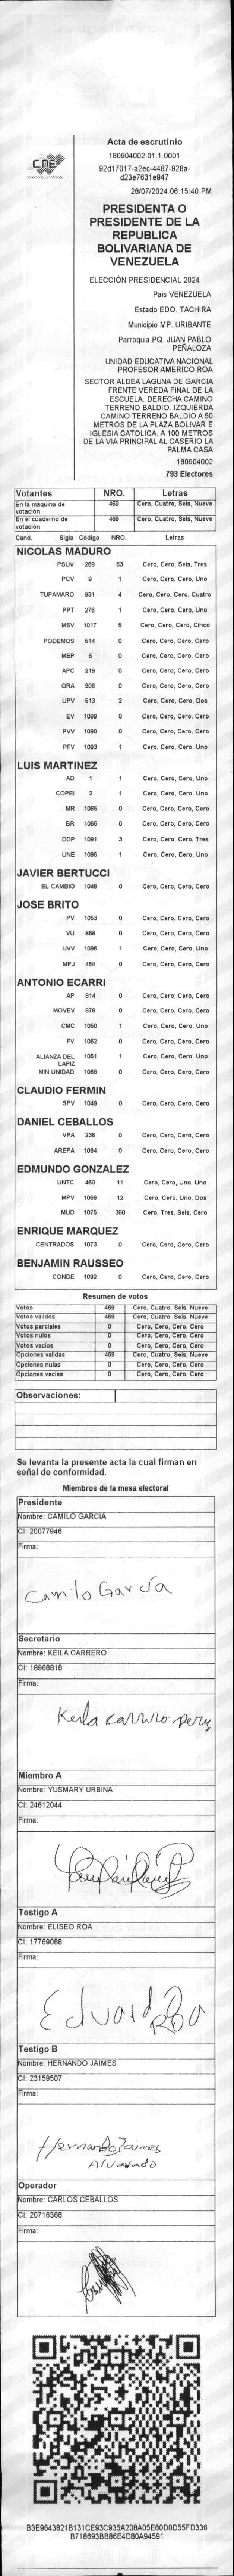 CNE
Acta de escrutinio
180904002.01.1.0001
92d17017-a2ec-4487-928a-
d23e7631e947
28/07/2024 06:15:40 PM
PRESIDENTA O
PRESIDENTE DE LA
REPUBLICA
BOLIVARIANA DE
VENEZUELA
ELECCIÓN PRESIDENCIAL 2024
Pais VENEZUELA
Estado EDO. TACHIRA
Municipio MP. URIBANTE
Parroquia PQ. JUAN PABLO
PEÑALOZA
UNIDAD EDUCATIVA NACIONAL
PROFESOR AMERICO ROA
SECTOR ALDEA LAGUNA DE GARCIA
FRENTE VEREDA FINAL DE LA
ESCUELA. DERECHA CAMINO
TERRENO BALDIO. IZQUIERDA
CAMINO TERRENO BALDIO A 50
METROS DE LA PLAZA BOLIVAR E
IGLESIA CATOLICA. A 100 METROS
DE LA VIA PRINCIPAL AL CASERIO LA
PALMA CASA
180904002
793 Electores
Votantes NRO. Letras
En la máquina de votación 469 Cero, Cuatro, Seis, Nueve
En el cuaderno de votación 469 Cero, Cuatro, Seis, Nueve
Cand. Sigla Código NRO. Letras
NICOLAS MADURO
PSUV 269 63 Cero, Cero, Seis, Tres
PCV 9 1 Cero, Cero, Cero, Uno
TUPAMARO 931 4 Cero, Cero, Cero, Cuatro
PPT 276 1 Cero, Cero, Cero, Uno
MSV 1017 5 Cero, Cero, Cero, Cinco
PODEMOS 514 0 Cero, Cero, Cero, Cero
MEP 6 0 Cero, Cero, Cero, Cero
APC 219 0 Cero, Cero, Cero, Cero
ORA 906 0 Cero, Cero, Cero, Cero
UPV 513 2 Cero, Cero, Cero, Dos
EV 1089 0 Cero, Cero, Cero, Cero
PVV 1090 0 Cero, Cero, Cero, Cero
PFV 1093 1 Cero, Cero, Cero, Uno
LUIS MARTINEZ
AD 1 1 Cero, Cero, Cero, Uno
COPEI 2 1 Cero, Cero, Cero, Uno
MR 1065 0 Cero, Cero, Cero, Cero
BR 1066 0 Cero, Cero, Cero, Cero
DDP 1091 3 Cero, Cero, Cero, Tres
UNE 1095 1 Cero, Cero, Cero, Uno
JAVIER BERTUCCI
EL CAMBIO 1048 0 Cero, Cero, Cero, Cero
JOSE BRITO
PV 1053 0 Cero, Cero, Cero, Cero
VU 868 0 Cero, Cero, Cero, Cero
UVV 1096 1 Cero, Cero, Cero, Uno
MPJ 0 Cero, Cero, Cero, Cero
ANTONIO ECARRI
AP 814 0 Cero, Cero, Cero, Cero
MOVEV 878 0 Cero, Cero, Cero, Cero
CMC 1050 1 Cero, Cero, Cero, Uno
FV 1062 0 Cero, Cero, Cero, Cero
ALIANZA DEL LAPIZ 1051 1 Cero, Cero, Cero, Uno
MIN UNIDAD 1068 0 Cero, Cero, Cero, Cero
CLAUDIO FERMIN
SPV 1049 0 Cero, Cero, Cero, Cero
DANIEL CEBALLOS
VPA 236 0 Cero, Cero, Cero, Cero
AREPA 1094 0 Cero, Cero, Cero, Cero
EDMUNDO GONZALEZ
UNTC 460 11 Cero, Cero, Uno, Uno
MPV 1069 12 Cero, Cero, Uno, Dos
MUD 1075 360 Cero, Tres, Seis, Cero
ENRIQUE MARQUEZ
CENTRADOS 1073 0 Cero, Cero, Cero, Cero
BENJAMIN RAUSSEO
CONDE 1092 0 Cero, Cero, Cero, Cero
Resumen de votos
Votos 469 Cero, Cuatro, Seis, Nueve
Votos validos 469 Cero, Cuatro, Seis, Nueve
Votos parciales 0 Cero, Cero, Cero, Cero
Votos nulos 0 Cero, Cero, Cero, Cero
Votos vacios 0 Cero, Cero, Cero, Cero
Opciones validas 469 Cero, Cuatro, Seis, Nueve
Opciones nulas 0 Cero, Cero, Cero, Cero
Opciones vacias 0 Cero, Cero, Cero, Cero
Observaciones:
Se levanta la presente acta la cual firman en
señal de conformidad.
Miembros de la mesa electoral
Presidente
Nombre: CAMILO GARCIA
CI: 20077946
Firma:
Camilo García
Secretario
Nombre: KEILA CARRERO
CI: 18968818
Firma:
Keila Carrero
Miembro A
Nombre: YUSMARY URBINA
CI: 24612044
Firma:
Testigo A
Nombre: ELISEO ROA
CI: 17769088
Firma:
Testigo B
Nombre: HERNANDO JAIMES
CI: 23159507
Firma:
Hernando Jaimes
Alvarado
Operador
Nombre: CARLOS CEBALLOS
CI: 20716368
Firma:
B3E9643821B131CE93C935A208A05E60D0D55FD336
B718693BB86E4D80A94591